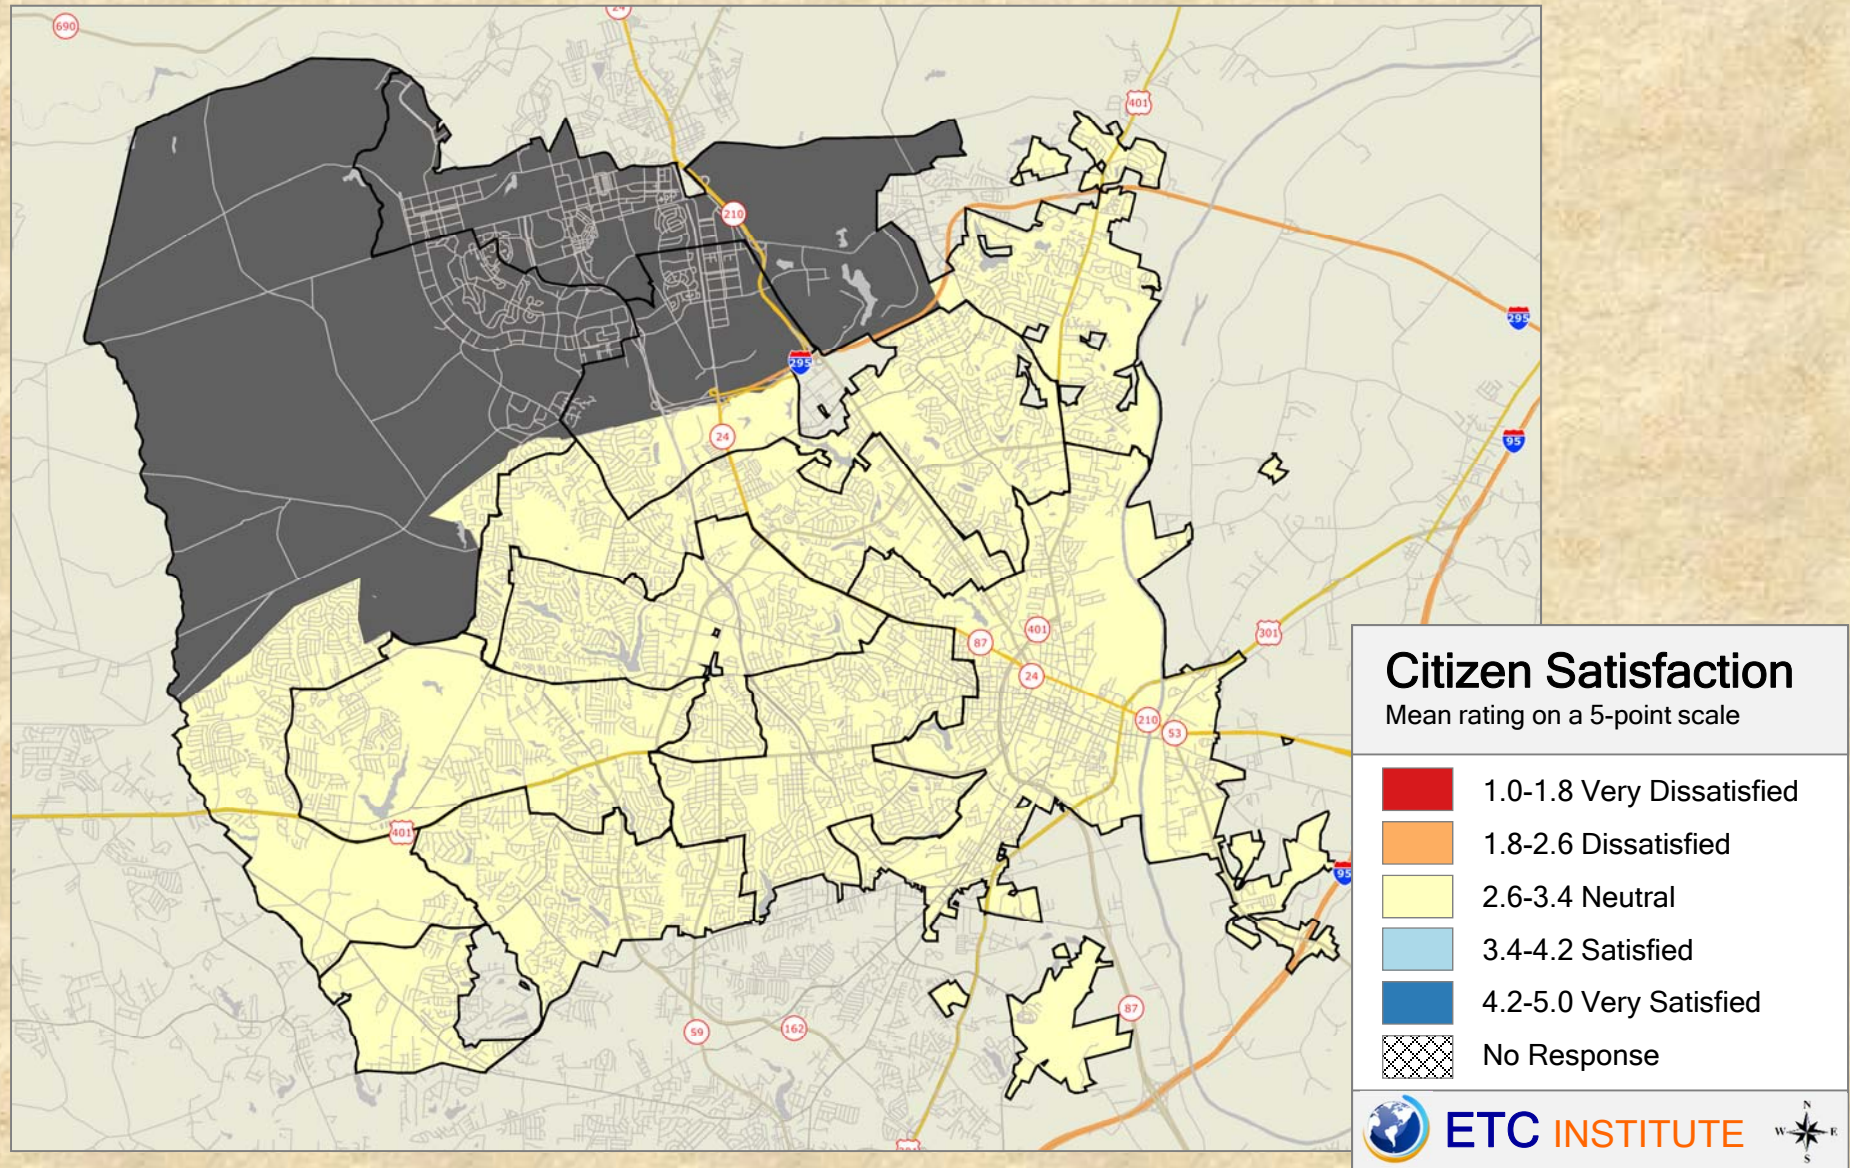 690
24
401
210
295
295
24
95
87
401
24
301
210
53
401
95
59
162
87
Citizen Satisfaction
Mean rating on a 5-point scale
1.0-1.8 Very Dissatisfied
1.8-2.6 Dissatisfied
2.6-3.4 Neutral
3.4-4.2 Satisfied
4.2-5.0 Very Satisfied
No Response
ETC INSTITUTE
N
W E
S